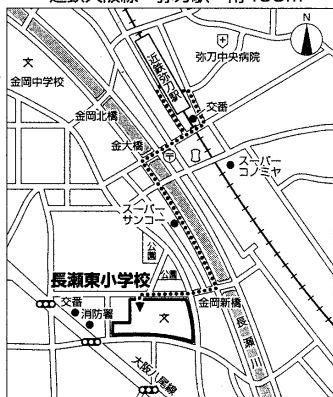 N
近鉄弥刀駅
弥刀中央病院
文
金岡中学校
交番
金岡北橋
金大橋
〒
スーパー
コノミヤ
スーパー
サンコー
公園
公園
長瀬東小学校
金岡新橋
交番
消防署
文
長瀬
大阪八尾線